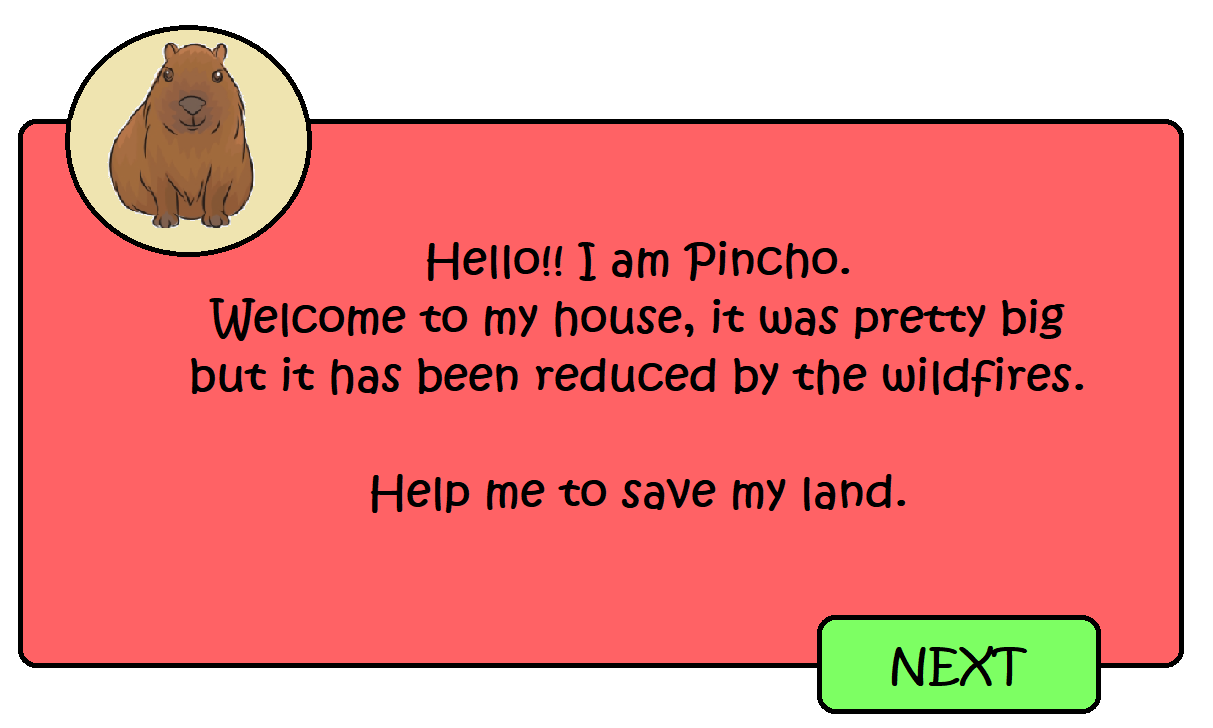 Hello!! I am Pincho.
Welcome to my house, it was pretty big
but it has been reduced by the wildfires.
Help me to save my land.
NEXT